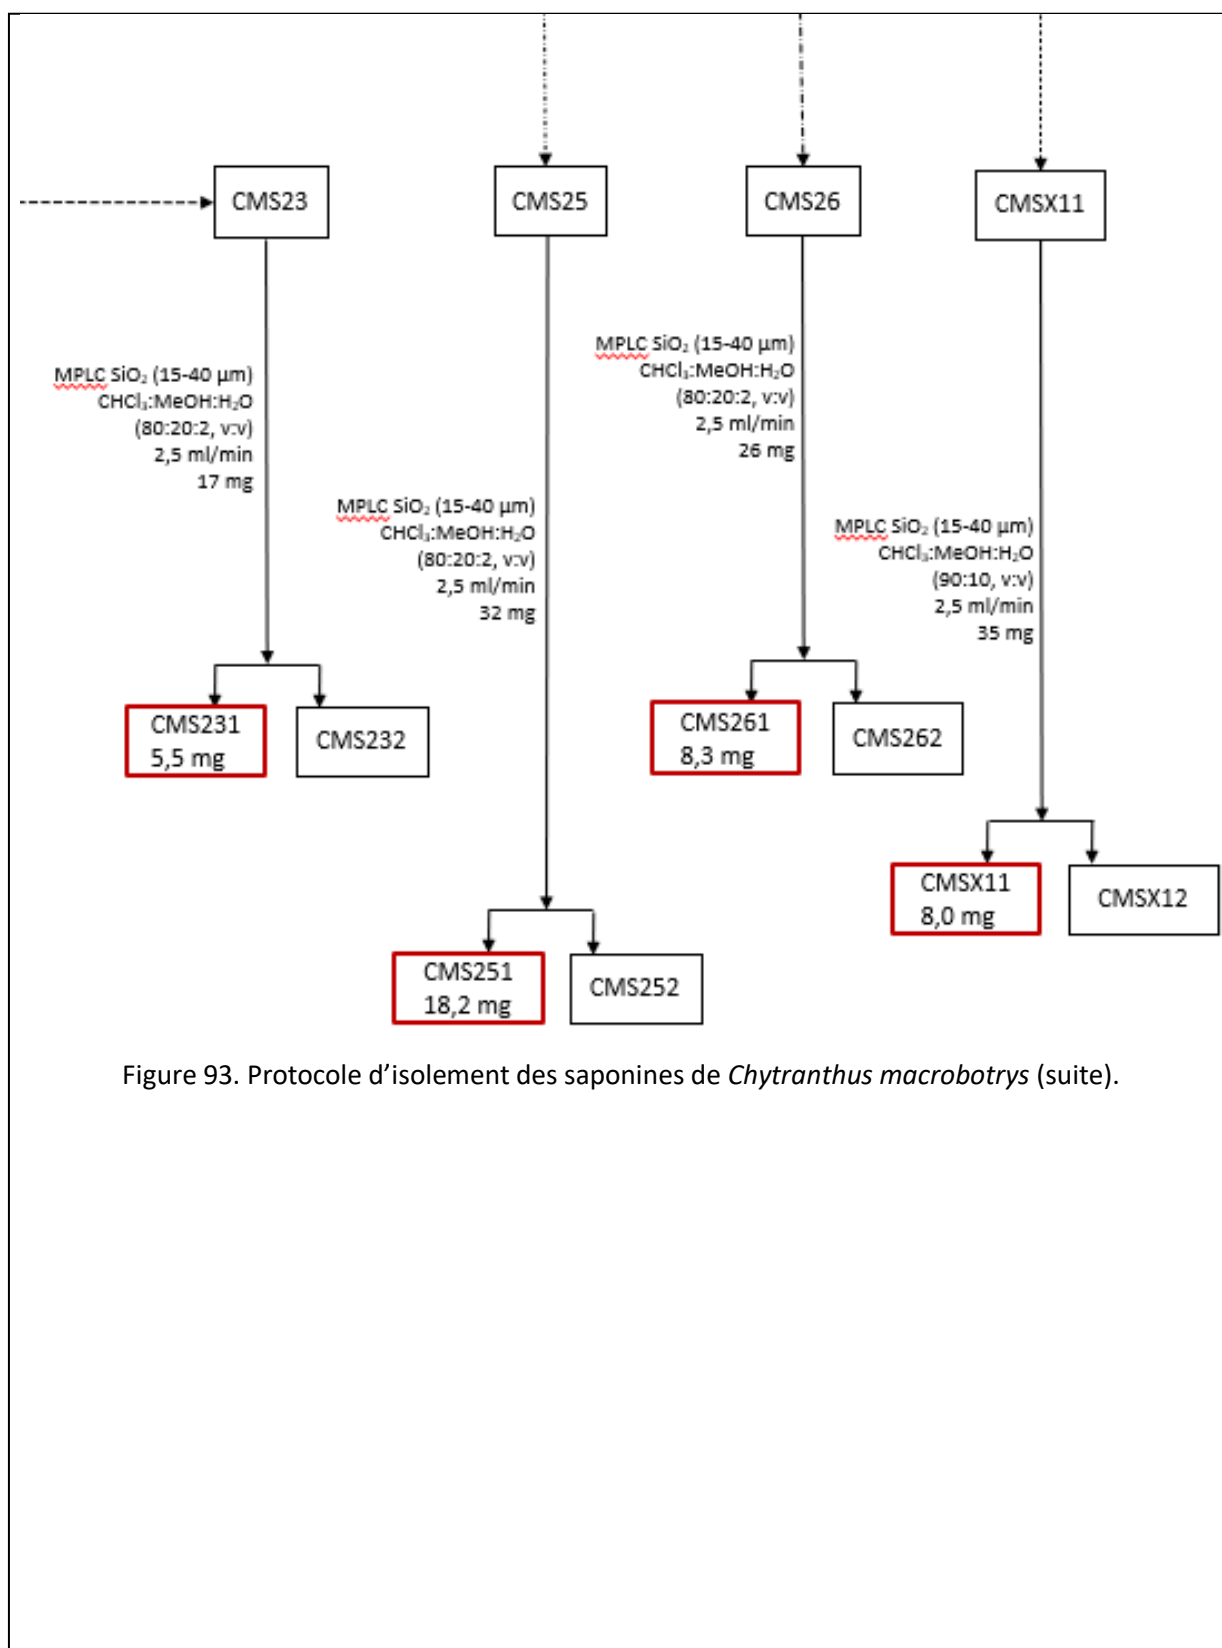 CMS23
CMS25
CMS26
CMSX11
MPLC SiO₂ (15-40 µm)
CHCl₃:MeOH:H₂O
(80:20:2, v:v)
2,5 ml/min
17 mg
MPLC SiO₂ (15-40 µm)
CHCl₃:MeOH:H₂O
(80:20:2, v:v)
2,5 ml/min
32 mg
MPLC SiO₂ (15-40 µm)
CHCl₃:MeOH:H₂O
(80:20:2, v:v)
2,5 ml/min
26 mg
MPLC SiO₂ (15-40 µm)
CHCl₃:MeOH:H₂O
(90:10, v:v)
2,5 ml/min
35 mg
CMS231
5,5 mg
CMS232
CMS261
8,3 mg
CMS262
CMSX11
8,0 mg
CMSX12
CMS251
18,2 mg
CMS252
Figure 93. Protocole d’isolement des saponines de Chytranthus macrobotrys (suite).